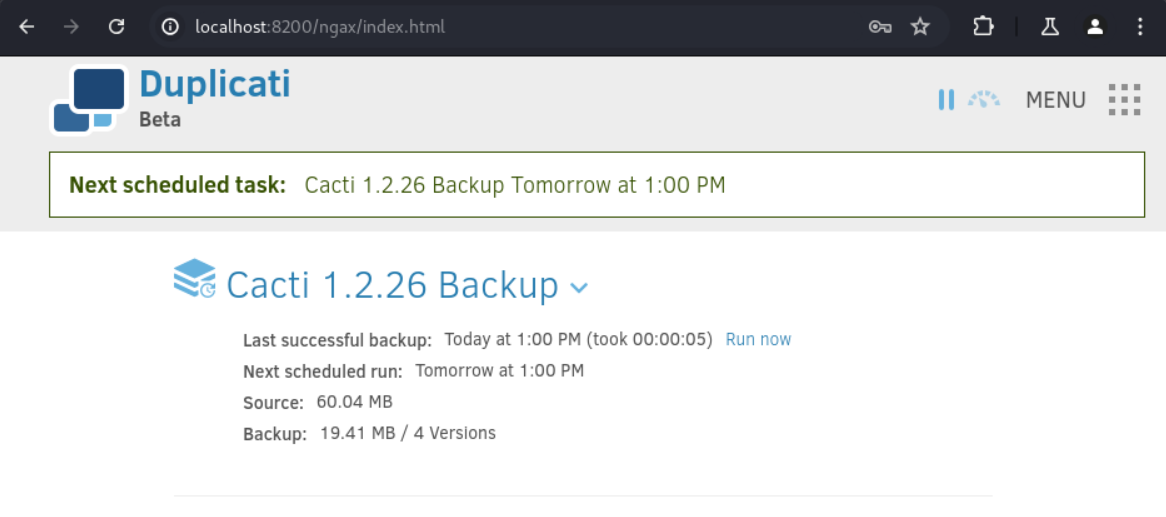 localhost:8200/ngax/index.html
Duplicati
Beta
MENU
Next scheduled task: Cacti 1.2.26 Backup Tomorrow at 1:00 PM
Cacti 1.2.26 Backup
Last successful backup: Today at 1:00 PM (took 00:00:05) Run now
Next scheduled run: Tomorrow at 1:00 PM
Source: 60.04 MB
Backup: 19.41 MB / 4 Versions